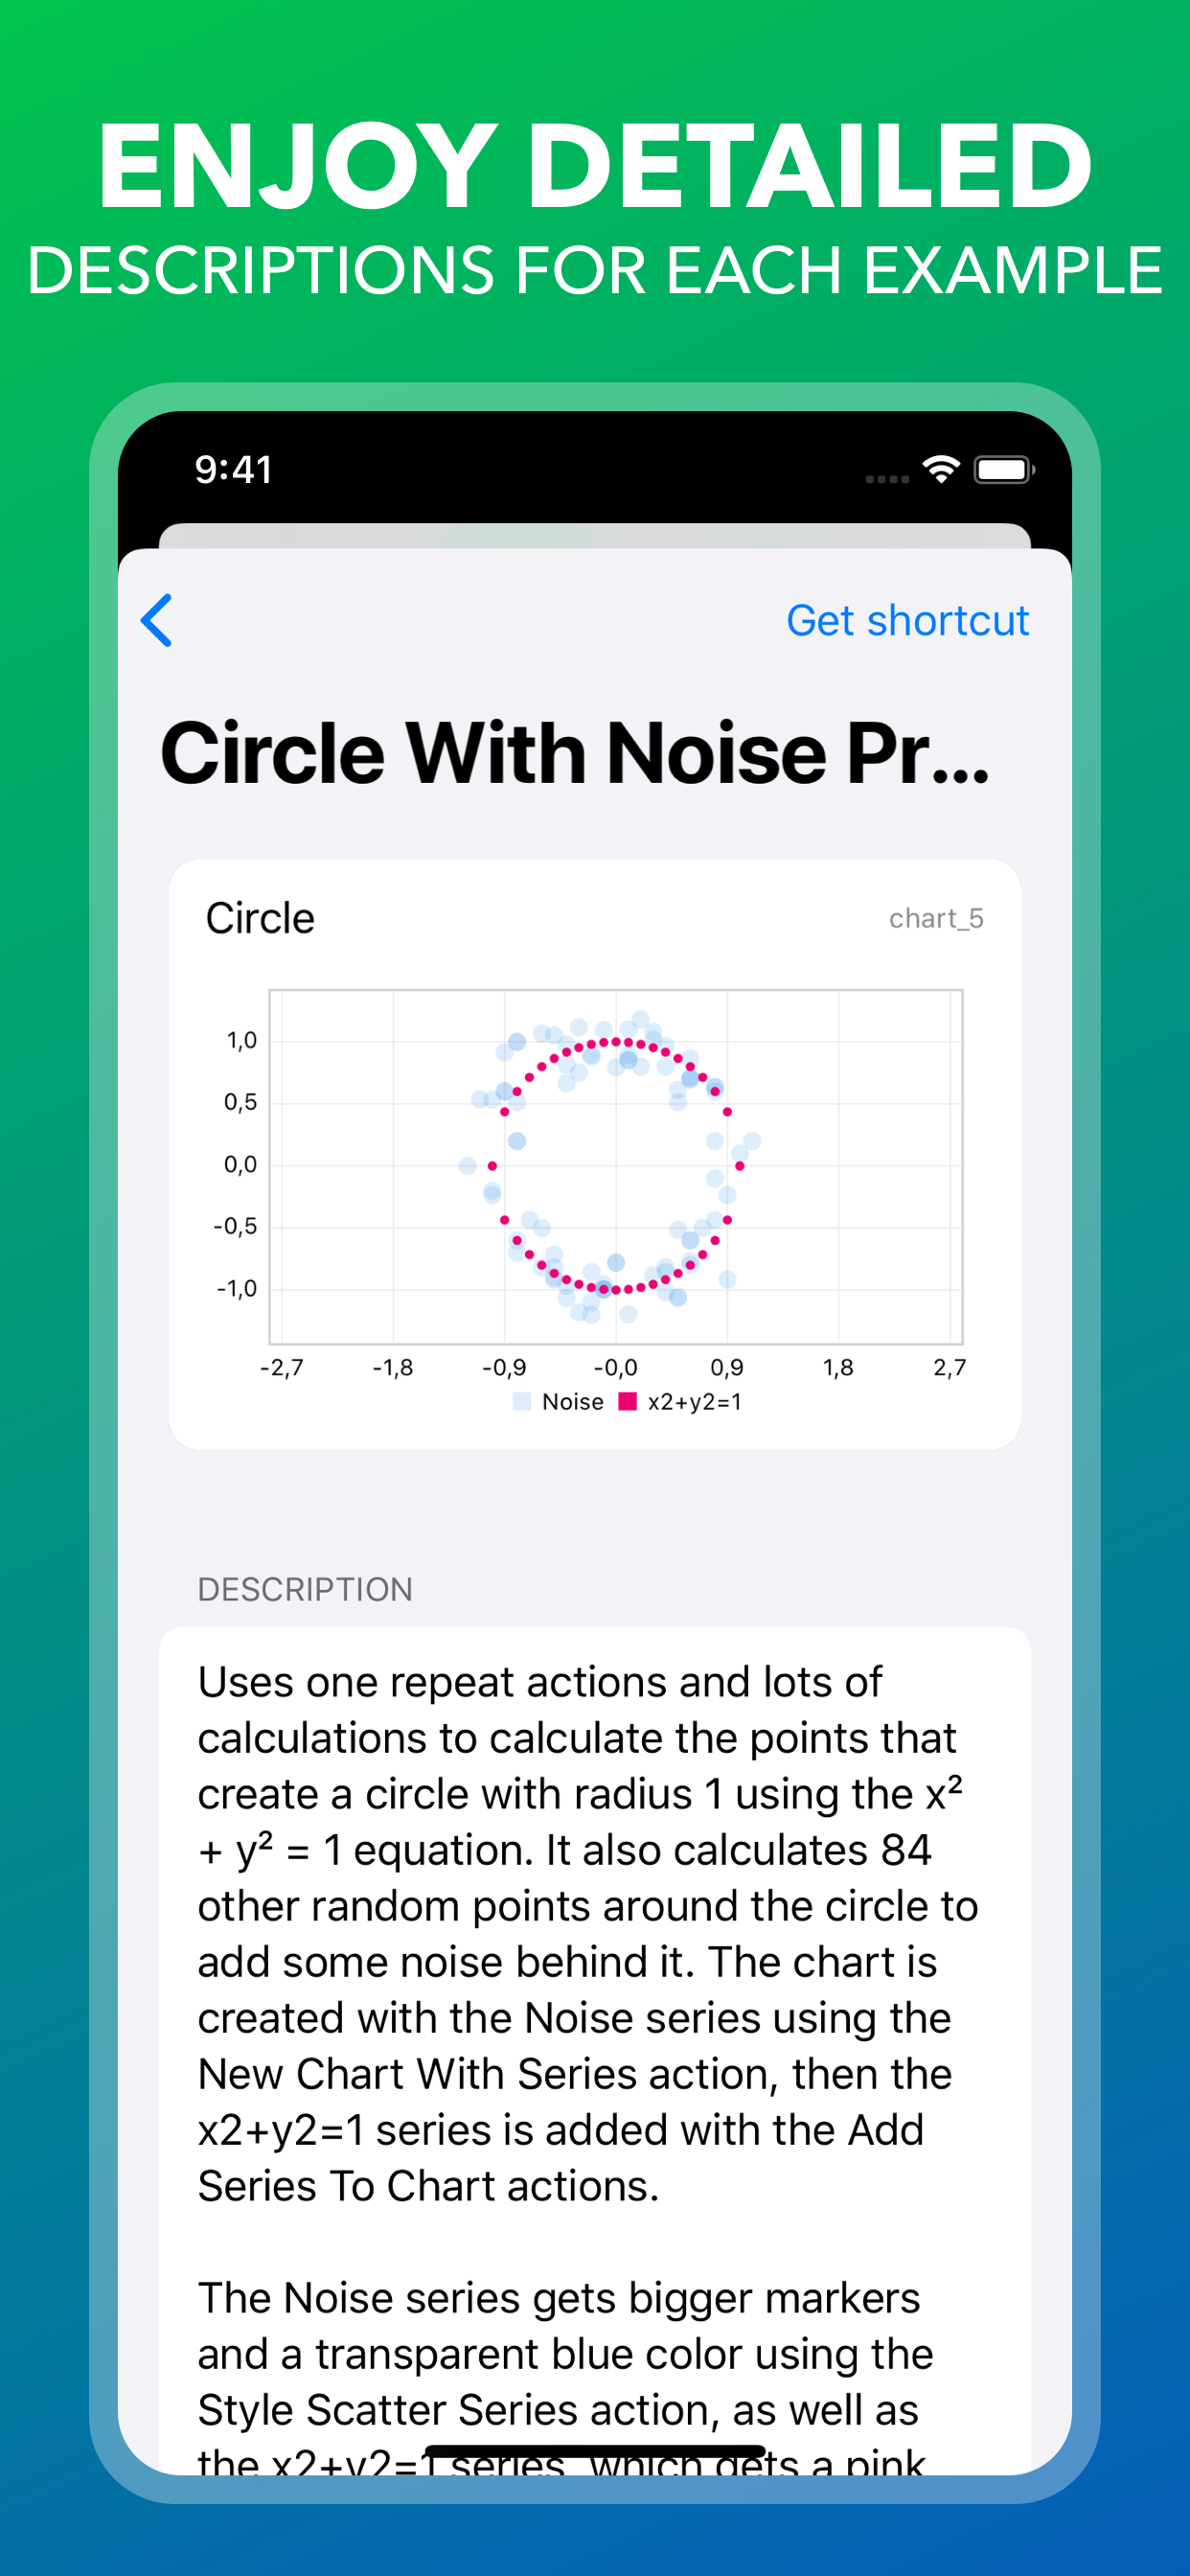 ENJOY DETAILED
DESCRIPTIONS FOR EACH EXAMPLE
9:41
Get shortcut
Circle With Noise Pr...
Circle
chart_5
1,0
0,5
0,0
-0,5
-1,0
-2,7 -1,8 -0,9 -0,0 0,9 1,8 2,7
Noise x2+y2=1
DESCRIPTION
Uses one repeat actions and lots of
calculations to calculate the points that
create a circle with radius 1 using the x²
+ y² = 1 equation. It also calculates 84
other random points around the circle to
add some noise behind it. The chart is
created with the Noise series using the
New Chart With Series action, then the
x2+y2=1 series is added with the Add
Series To Chart actions.
The Noise series gets bigger markers
and a transparent blue color using the
Style Scatter Series action, as well as
the x2+y2=1 series, which gets a pink